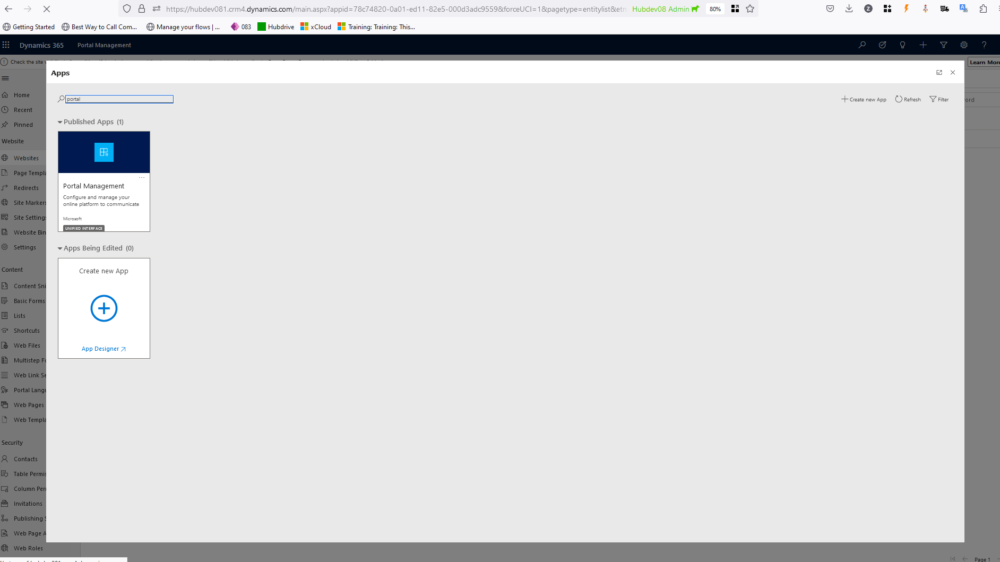 https://hubdev081.crm4.dynamics.com/main.aspx?appid=78c74820-0a01-ed11-82e5-000d3adc9559&forceUCI=1&pagetype=entitylist&etn
Hubdev08 Admin
80%
Getting Started
Best Way to Call Com...
Manage your flows | ...
083
Hubdrive
xCloud
Training: Training: This...
Dynamics 365
Portal Management
Check the site
Learn More
Apps
portal
Create new App
Refresh
Filter
Home
Recent
Pinned
Website
Websites
Page Templa
Redirects
Site Markers
Site Settings
Website Bin
Settings
Content
Content Sni
Basic Forms
Lists
Shortcuts
Web Files
Multistep Fo
Web Link Se
Portal Langu
Web Pages
Web Templa
Security
Contacts
Table Permis
Column Per
Invitations
Publishing S
Web Page A
Web Roles
Published Apps (1)
Portal Management
Configure and manage your
online platform to communicate
Microsoft
UNIFIED INTERFACE
Apps Being Edited (0)
Create new App
App Designer
ord
Page 1